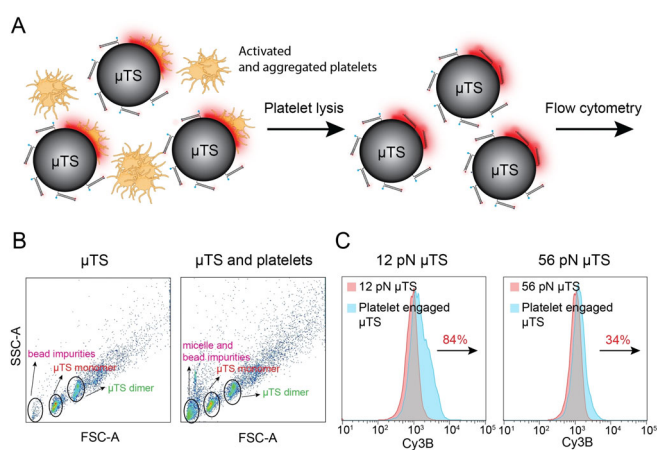 A
Activated
and aggregated platelets
μTS
μTS
μTS
Platelet lysis
μTS
μTS
μTS
Flow cytometry
B
μTS
μTS and platelets
SSC-A
bead impurities
μTS monomer
μTS dimer
FSC-A
micelle and
bead impurities
μTS monomer
μTS dimer
FSC-A
C
12 pN μTS
56 pN μTS
12 pN μTS
Platelet engaged
μTS
84%
10¹ 10² 10³ 10⁴ 10⁵
Cy3B
56 pN μTS
Platelet engaged
μTS
34%
10¹ 10² 10³ 10⁴ 10⁵
Cy3B